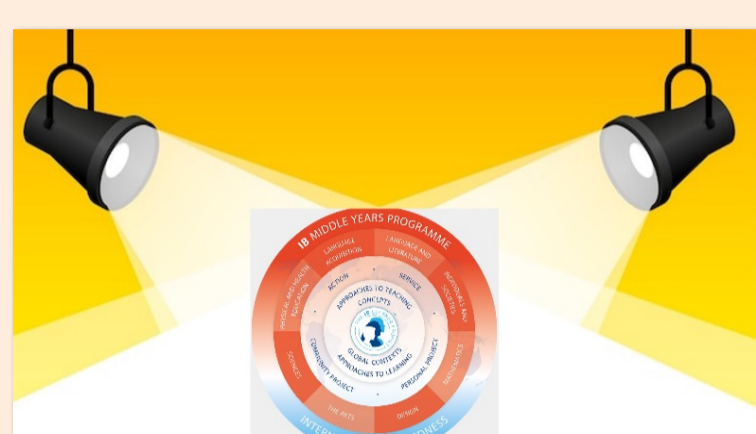 IB MIDDLE YEARS PROGRAMME
LANGUAGE ACQUISITION
LANGUAGE AND LITERATURE
PHYSICAL AND HEALTH EDUCATION
INDIVIDUALS AND SOCIETIES
SCIENCES
MATHEMATICS
THE ARTS
DESIGN
ACTION
SERVICE
COMMUNITY PROJECT
PERSONAL PROJECT
APPROACHES TO TEACHING
CONCEPTS
GLOBAL CONTEXTS
APPROACHES TO LEARNING